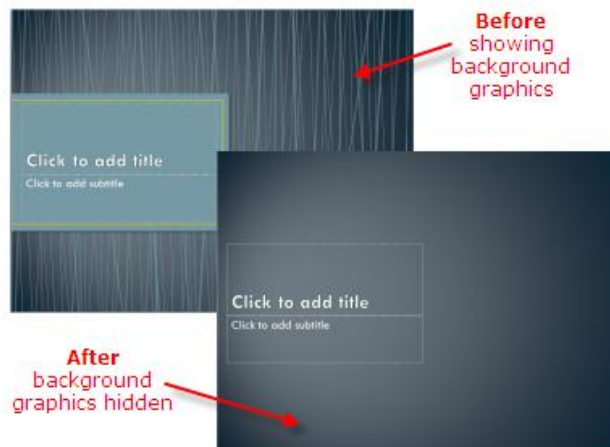 Before
showing
background
graphics
Click to add title
Click to add subtitle
Click to add title
Click to add subtitle
After
background
graphics hidden